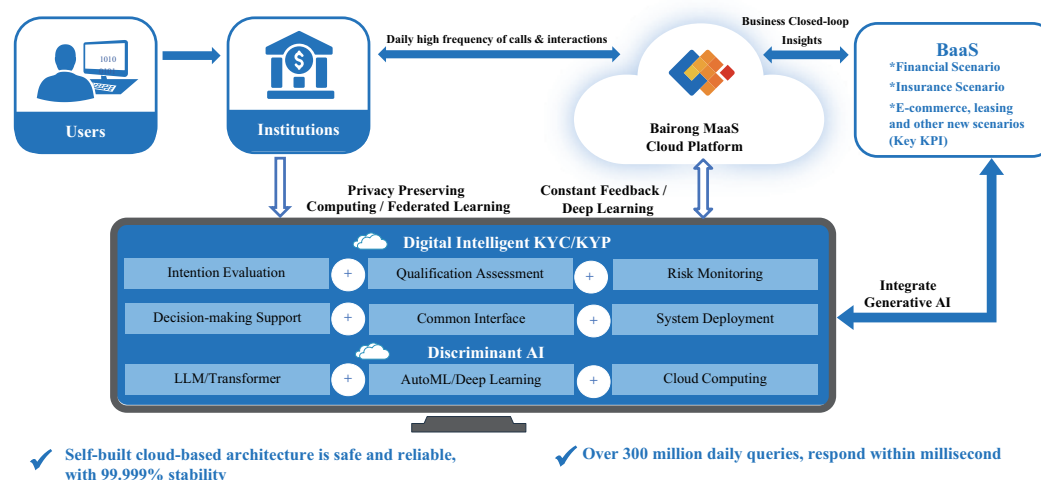 1010
Users
Institutions
Daily high frequency of calls & interactions
Bairong MaaS
Cloud Platform
Business Closed-loop
Insights
BaaS
*Financial Scenario
*Insurance Scenario
*E-commerce, leasing
and other new scenarios
(Key KPI)
Privacy Preserving
Computing / Federated Learning
Constant Feedback /
Deep Learning
Digital Intelligent KYC/KYP
Intention Evaluation + Qualification Assessment + Risk Monitoring
Decision-making Support + Common Interface + System Deployment
Discriminant AI
LLM/Transformer + AutoML/Deep Learning + Cloud Computing
Integrate
Generative AI
Self-built cloud-based architecture is safe and reliable,
with 99.999% stability
Over 300 million daily queries, respond within millisecond